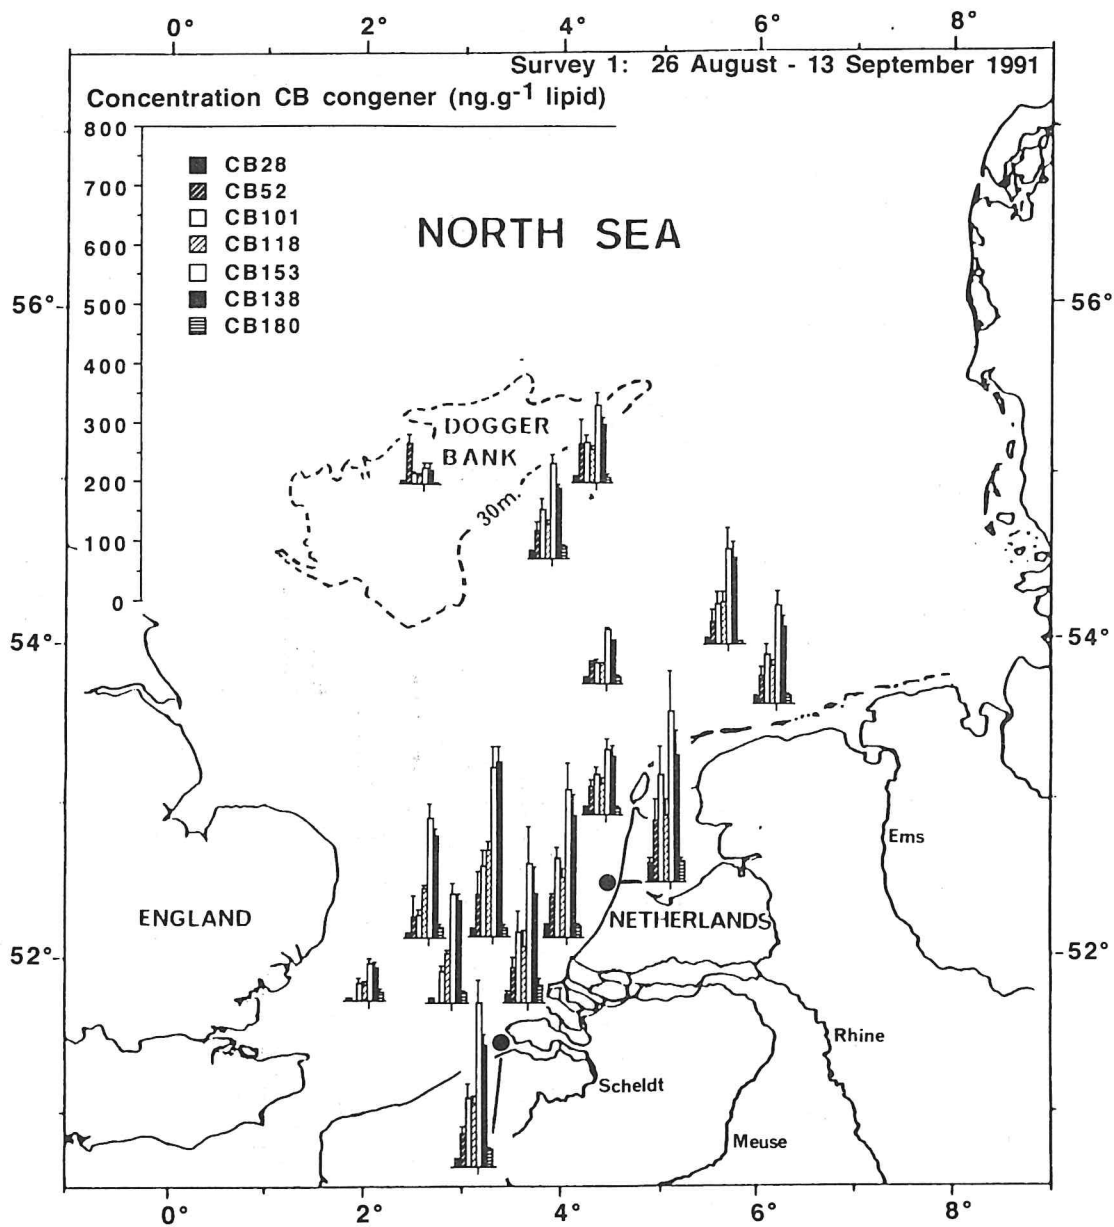 0° 2° 4° 6° 8°
Survey 1: 26 August - 13 September 1991
Concentration CB congener (ng.g-1 lipid)
800
700
600
500
400
300
200
100
0
CB28
CB52
CB101
CB118
CB153
CB138
CB180
NORTH SEA
56° 56°
DOGGER
BANK
30m.
54° 54°
Ems
ENGLAND
NETHERLANDS
52° 52°
Rhine
Scheldt
Meuse
0° 2° 4° 6° 8°